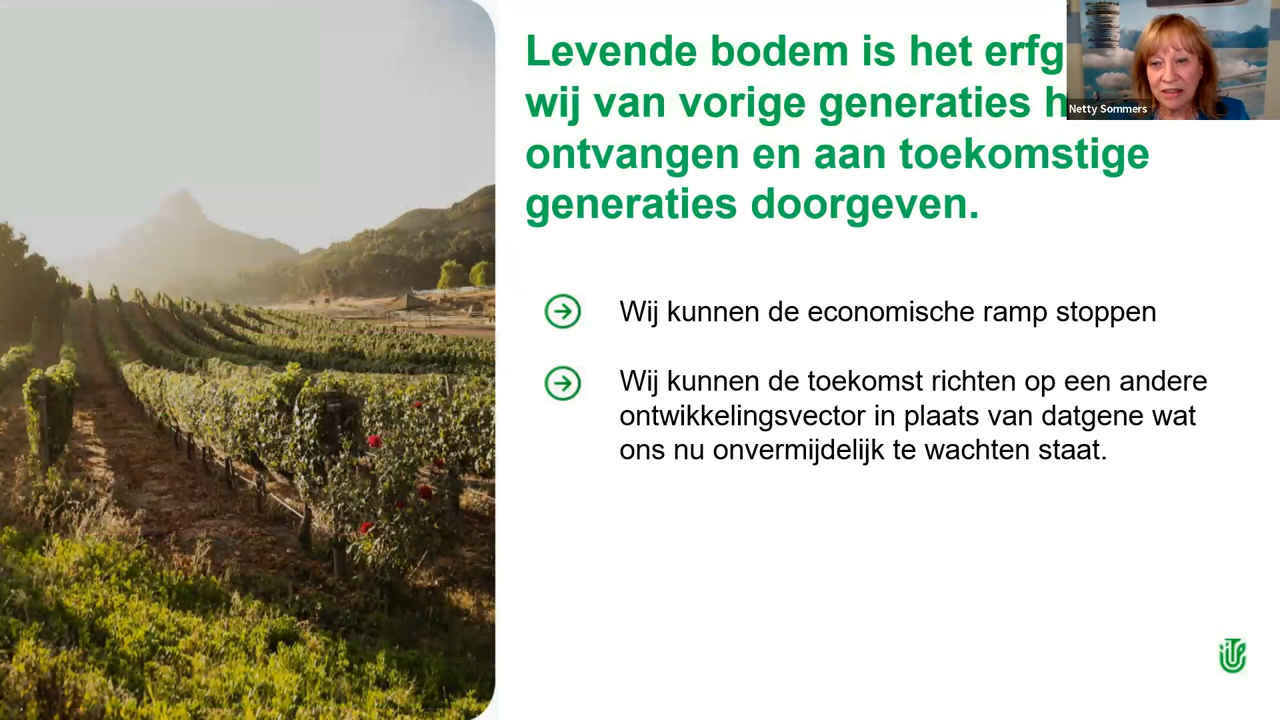 Levende bodem is het
wij van vorige generaties
ontvangen en aan toekomstige
generaties doorgeven.
Netty Sommers
Wij kunnen de economische ramp stoppen
Wij kunnen de toekomst richten op een andere
ontwikkelingsvector in plaats van datgene wat
ons nu onvermijdelijk te wachten staat.